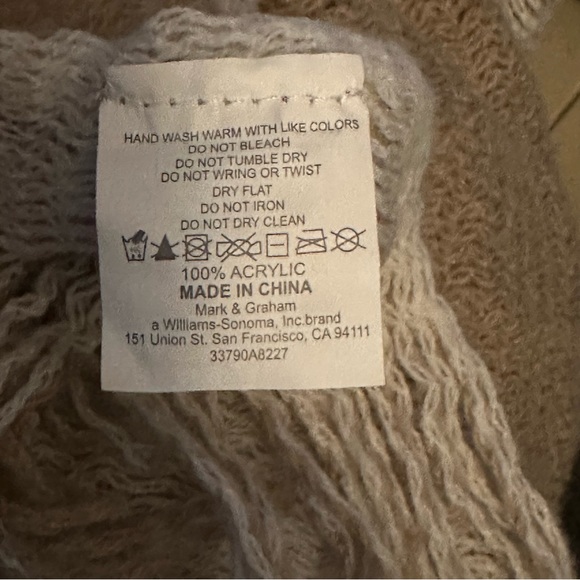 HAND WASH WARM WITH LIKE COLORS
DO NOT BLEACH
DO NOT TUMBLE DRY
DO NOT WRING OR TWIST
DRY FLAT
DO NOT IRON
DO NOT DRY CLEAN
100% ACRYLIC
MADE IN CHINA
Mark & Graham
a Williams-Sonoma, Inc.brand
151 Union St. San Francisco, CA 94111
33790A8227